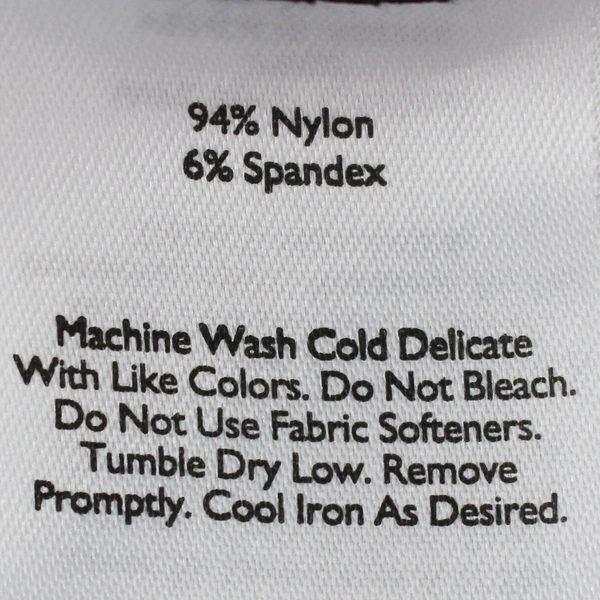 94% Nylon
6% Spandex
Machine Wash Cold Delicate
With Like Colors. Do Not Bleach.
Do Not Use Fabric Softeners.
Tumble Dry Low. Remove
Promptly. Cool Iron As Desired.